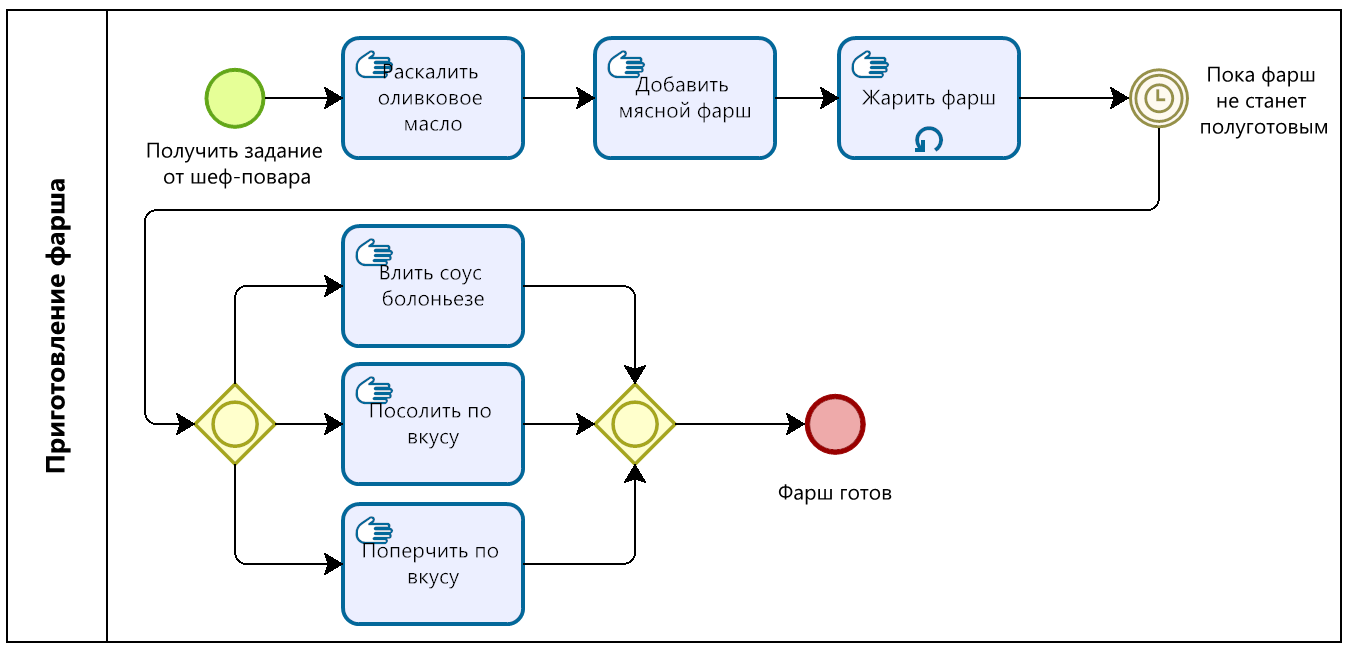 Приготовление фарша
Получить задание
от шеф-повара
Раскалить
оливковое
масло
Добавить
мясной фарш
Жарить фарш
Пока фарш
не станет
полуготовым
Влить соус
болоньезе
Посолить по
вкусу
Поперчить по
вкусу
Фарш готов